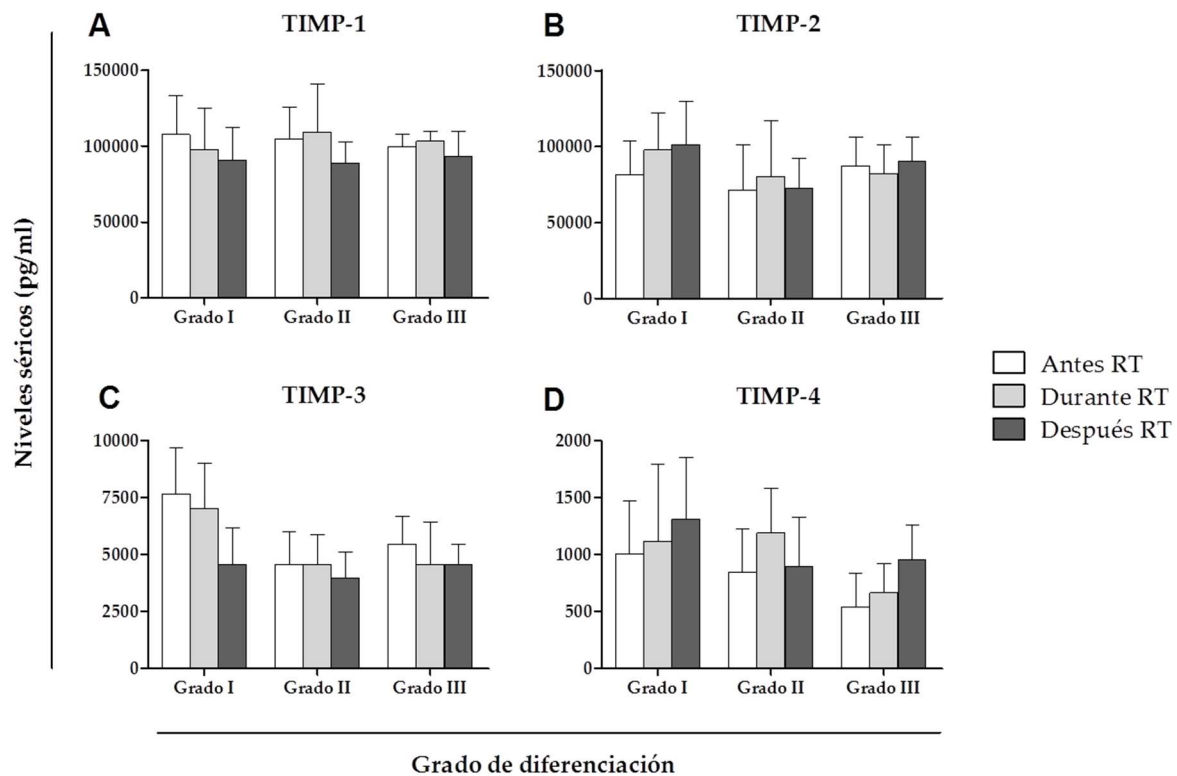 A
TIMP-1
150000
100000
50000
0
Grado I
Grado II
Grado III
B
TIMP-2
150000
100000
50000
0
Grado I
Grado II
Grado III
Niveles séricos (pg/ml)
C
TIMP-3
10000
7500
5000
2500
0
Grado I
Grado II
Grado III
D
TIMP-4
2000
1500
1000
500
0
Grado I
Grado II
Grado III
Antes RT
Durante RT
Después RT
Grado de diferenciación